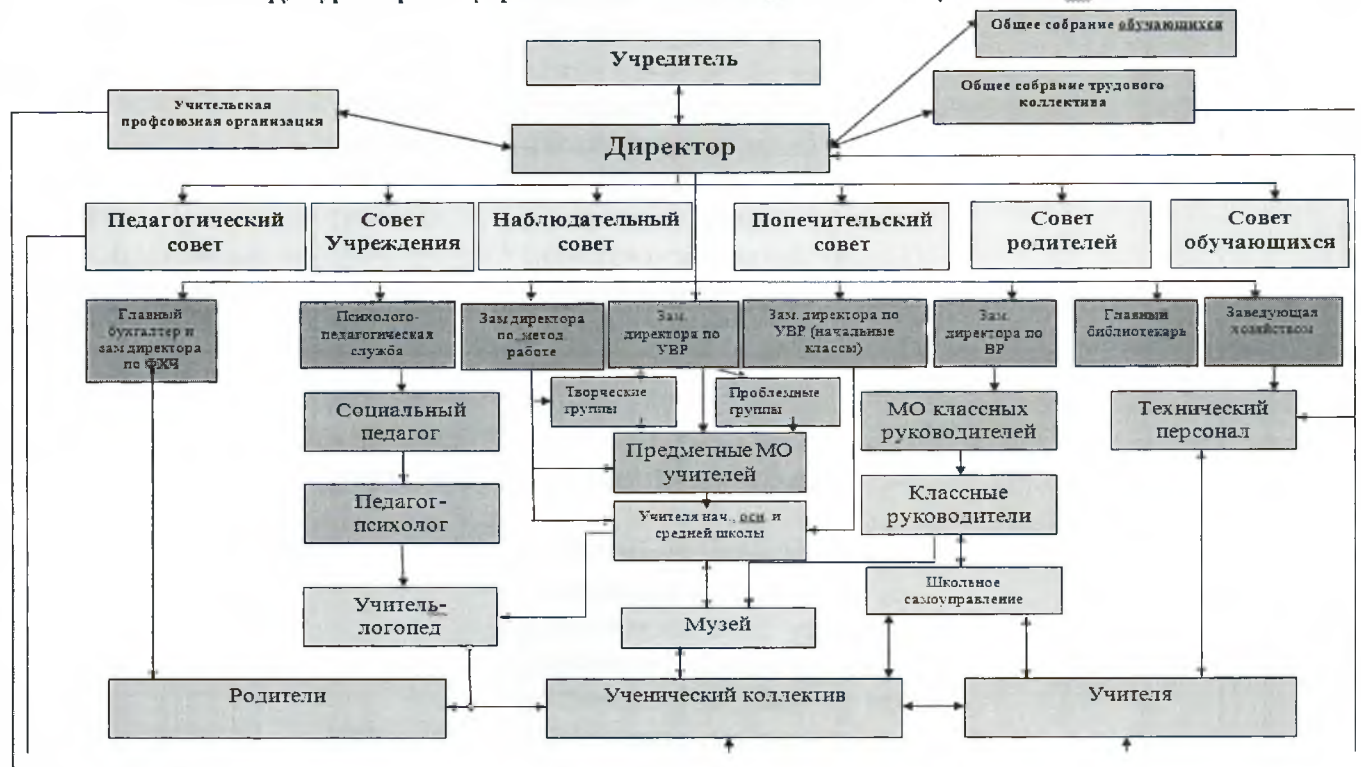 Общее собрание обучающихся
Учредитель
Общее собрание трудового
коллектива
Учительская
профсоюзная организация
Директор
Педагогический
совет
Совет
Учреждения
Наблюдательный
совет
Попечительский
совет
Совет
родителей
Совет
обучающихся
Главный
бухгалтер и
зам директора
по ФХЧ
Психолого-
педагогическая
служба
Зам директора
по метод
работе
Зам.
директора по
УВР
Зам. директора по
УВР (начальные
классы)
Зам.
директора по
ВР
Главный
библиотекарь
Заведующая
хозяйством
Творческие
группы
Проблемные
группы
Социальный
педагог
МО классных
руководителей
Технический
персонал
Предметные МО
учителей
Педагог-
психолог
Классные
руководители
Учителя нач., осн. и
средней школы
Школьное
самоуправление
Учитель-
логопед
Музей
Родители
Ученический коллектив
Учителя